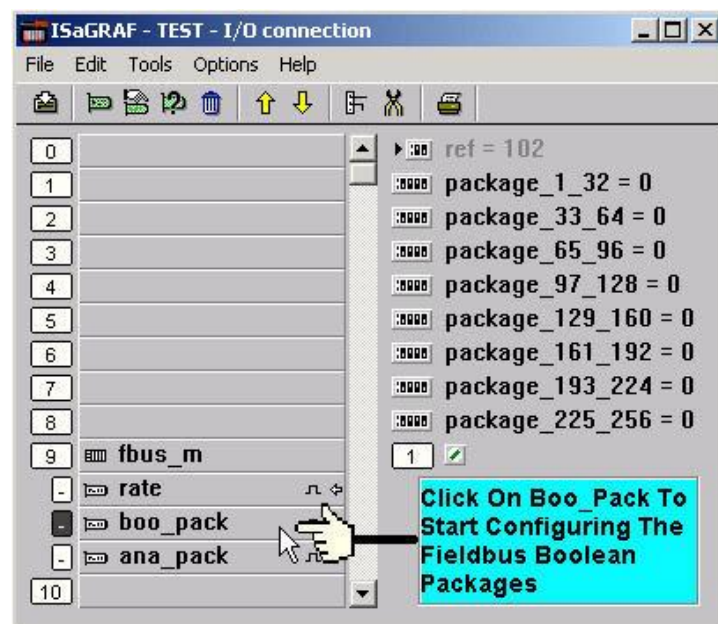 ISaGRAF - TEST - I/O connection
File Edit Tools Options Help
0
1
2
3
4
5
6
7
8
9 fbus_m
- rate
- boo_pack
- ana_pack
10
ref = 102
package_1_32 = 0
package_33_64 = 0
package_65_96 = 0
package_97_128 = 0
package_129_160 = 0
package_161_192 = 0
package_193_224 = 0
package_225_256 = 0
1
Click On Boo_Pack To
Start Configuring The
Fieldbus Boolean
Packages